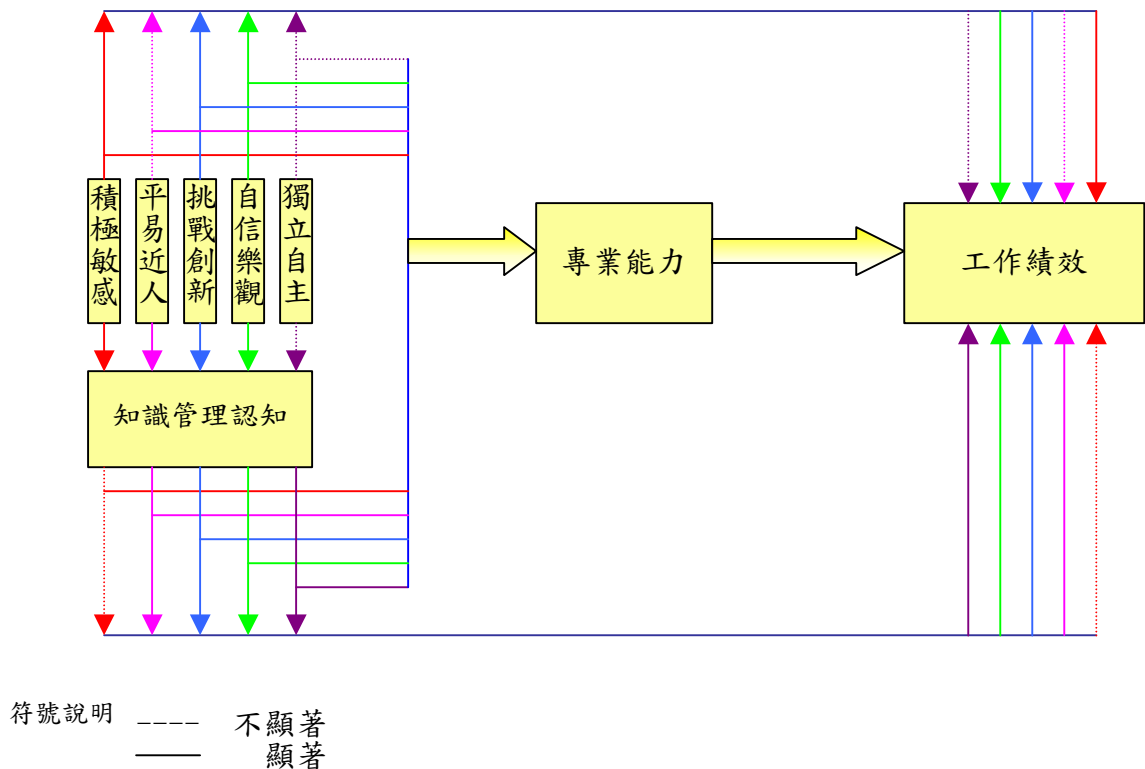 積極敏感
平易近人
挑戰創新
自信樂觀
獨立自主
專業能力
工作績效
知識管理認知
符號說明
---- 不顯著
—— 顯著